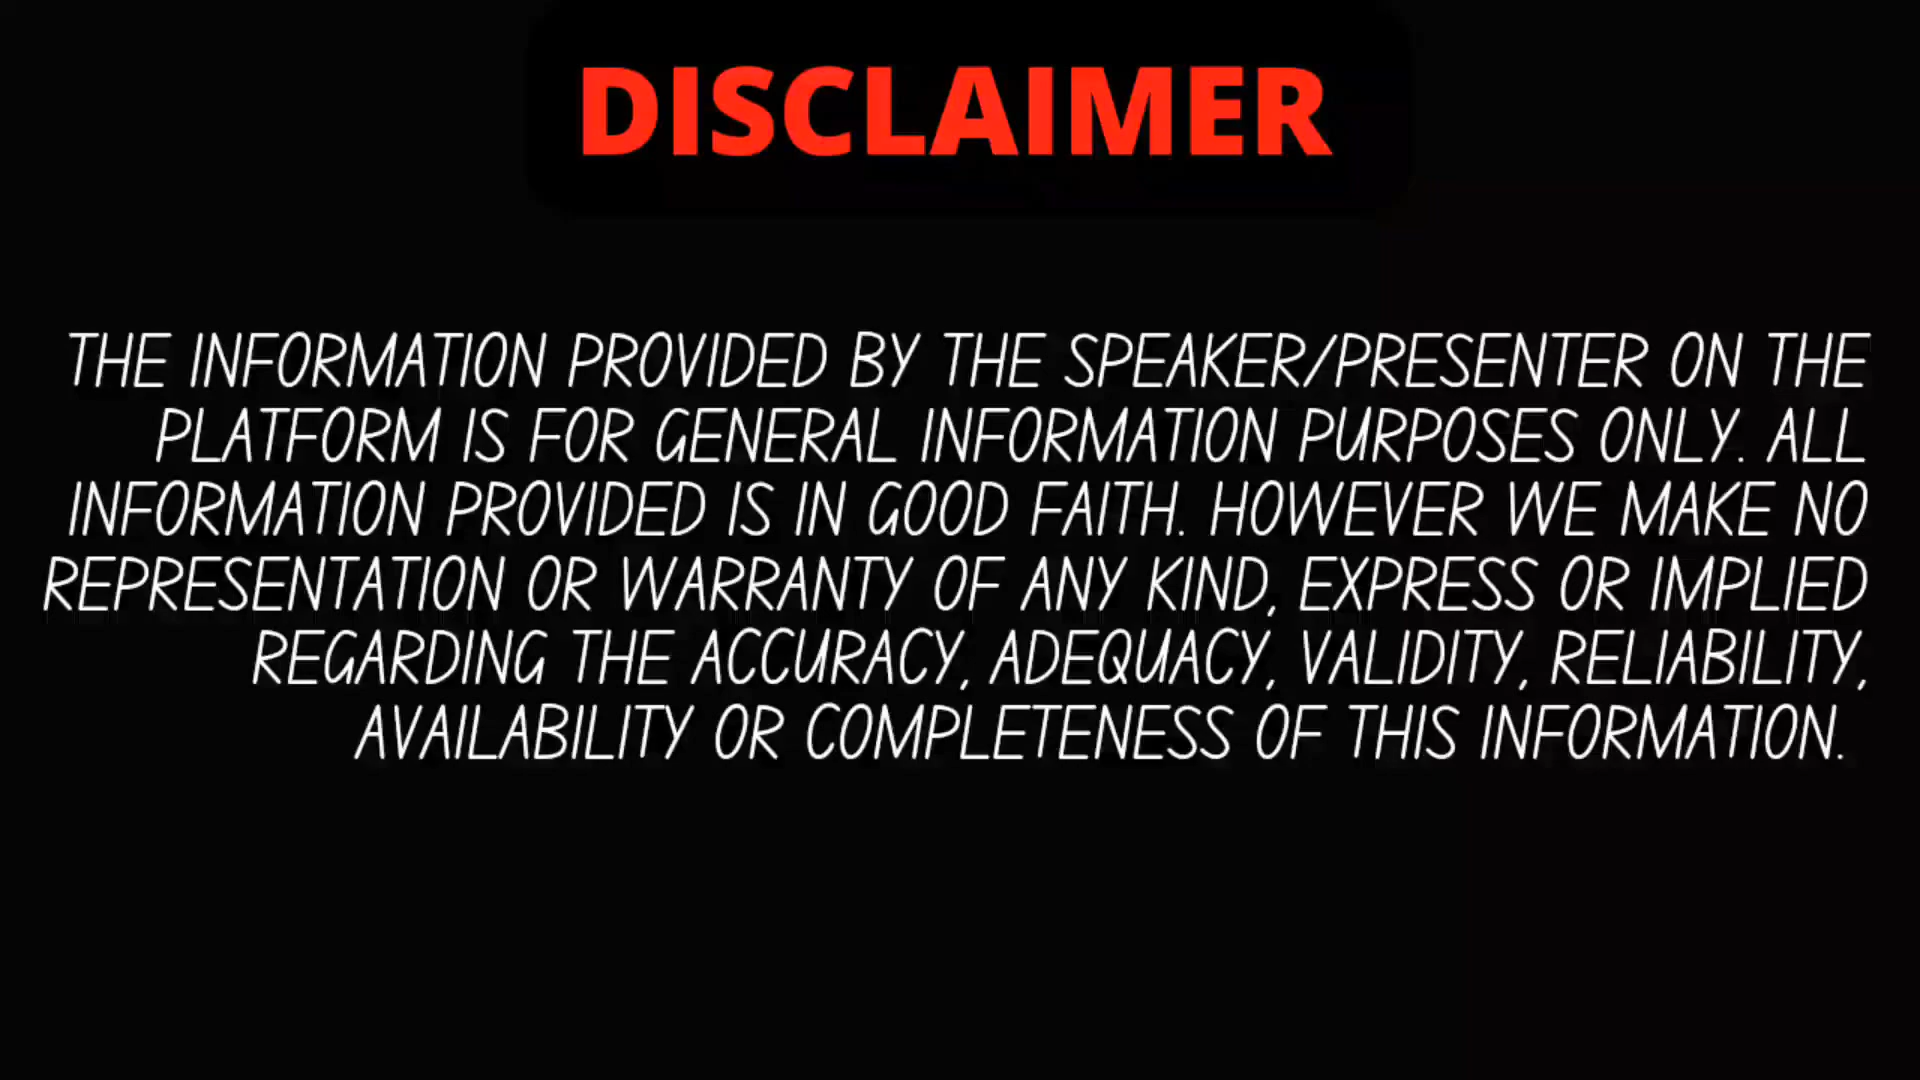 DISCLAIMER
THE INFORMATION PROVIDED BY THE SPEAKER/PRESENTER ON THE
PLATFORM IS FOR GENERAL INFORMATION PURPOSES ONLY. ALL
INFORMATION PROVIDED IS IN GOOD FAITH. HOWEVER WE MAKE NO
REPRESENTATION OR WARRANTY OF ANY KIND, EXPRESS OR IMPLIED
REGARDING THE ACCURACY, ADEQUACY, VALIDITY, RELIABILITY,
AVAILABILITY OR COMPLETENESS OF THIS INFORMATION.